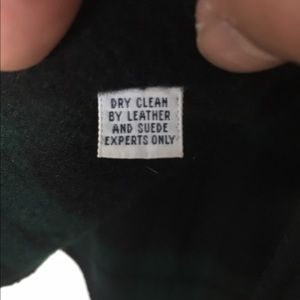 DRY CLEAN
BY LEATHER
AND SUEDE
EXPERTS ONLY